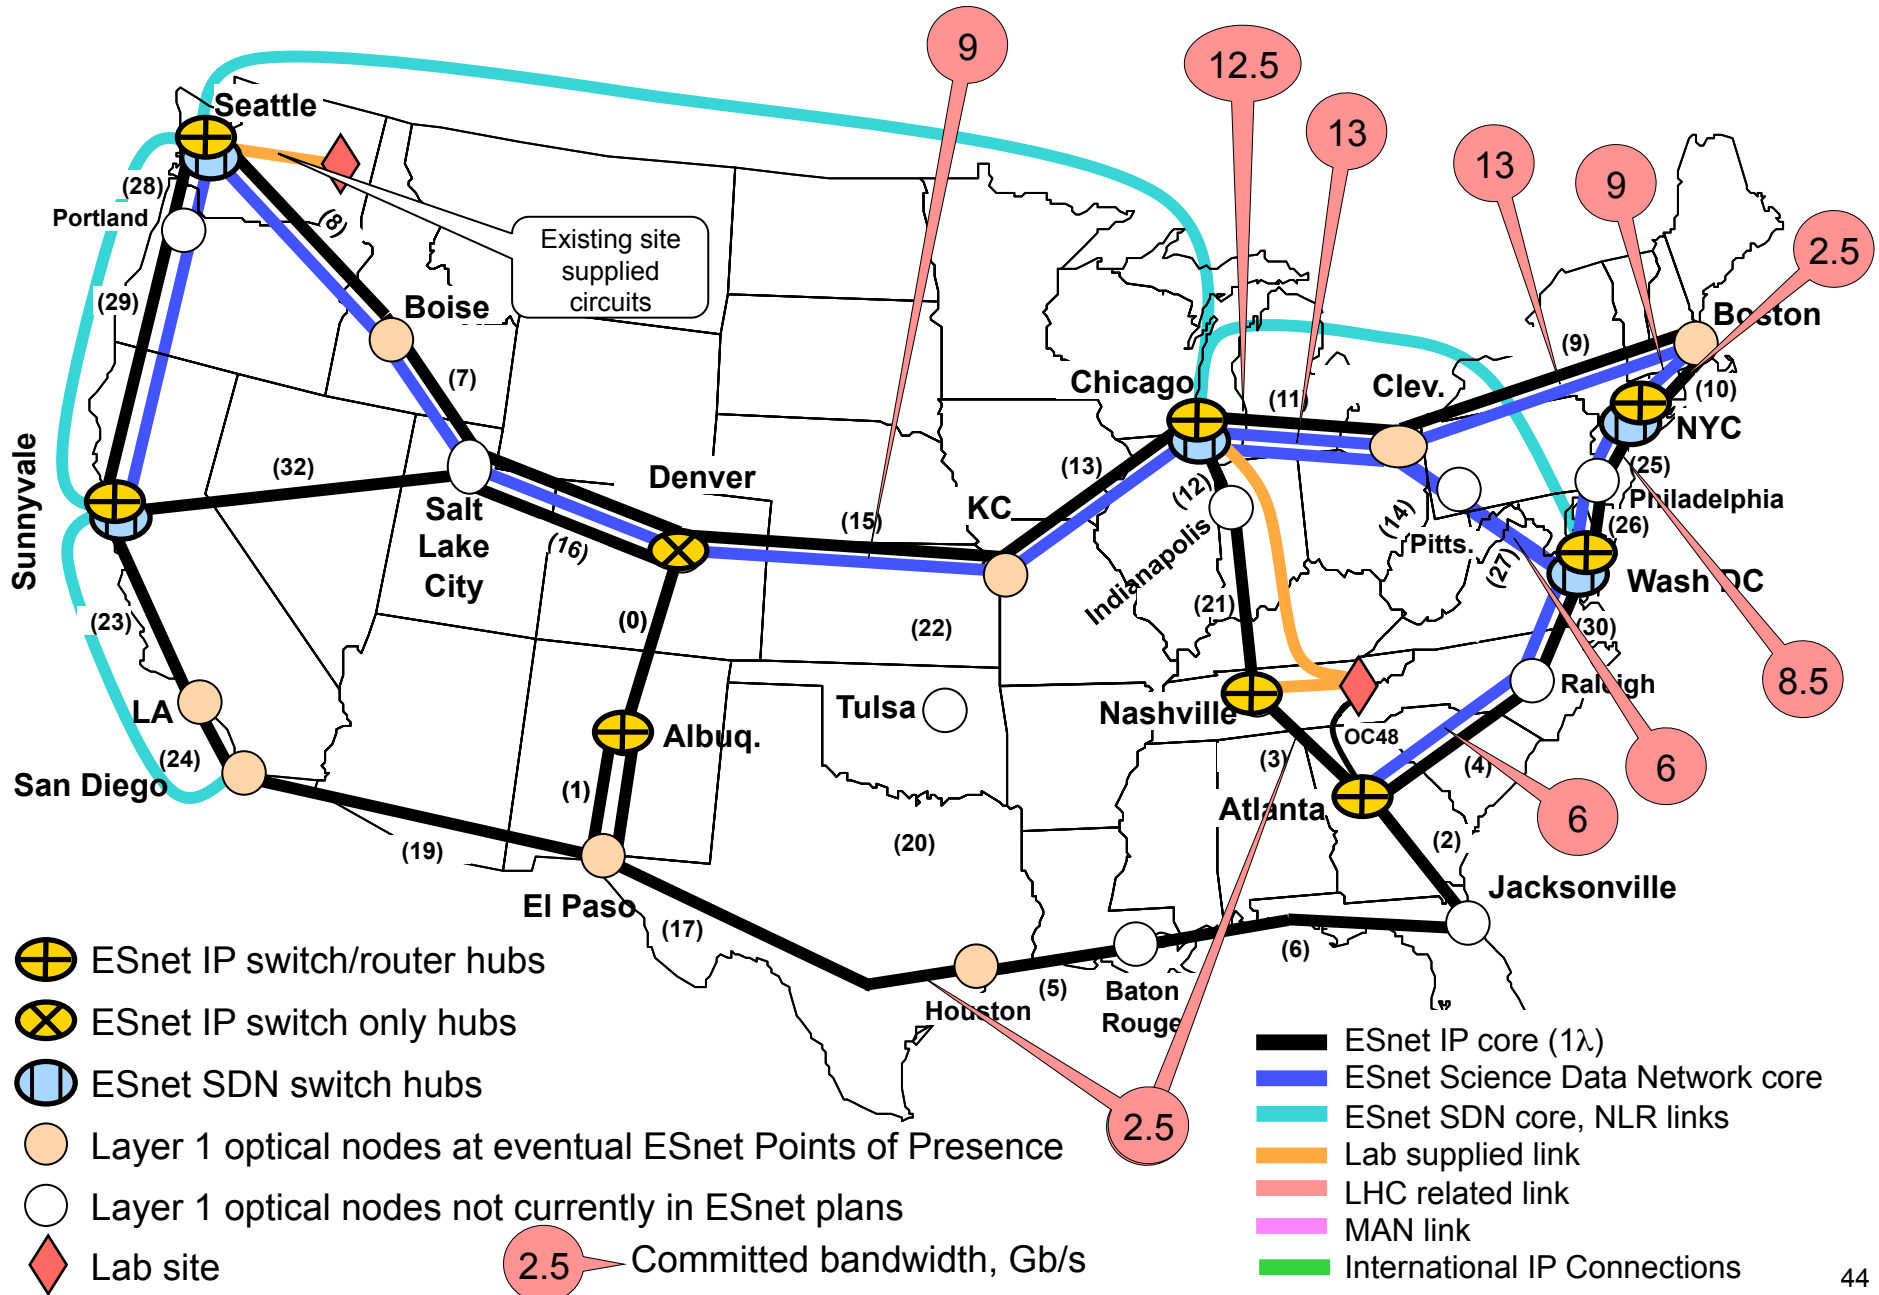 9
12.5
13
13
9
2.5
Seattle
(28)
Portland
(8)
Existing site
supplied
circuits
(29)
Boise
Boston
(9)
(7)
Chicago
(11)
Clev.
(10)
NYC
Sunnyvale
(32)
Denver
(13)
(25)
Salt
Lake
City
(16)
(15)
KC
(12)
Indianapolis
(14)
Pitts.
(27)
Philadelphia
(26)
Wash DC
(23)
(0)
(22)
(21)
(30)
8.5
LA
Tulsa
Nashville
Raleigh
Albuq.
OC48
(24)
San Diego
(3)
(4)
6
(1)
Atlanta
6
(19)
(20)
(2)
El Paso
Jacksonville
(17)
(6)
(5)
Houston
Baton
Rouge
2.5
ESnet IP switch/router hubs
ESnet IP switch only hubs
ESnet SDN switch hubs
Layer 1 optical nodes at eventual ESnet Points of Presence
Layer 1 optical nodes not currently in ESnet plans
Lab site
2.5
Committed bandwidth, Gb/s
ESnet IP core (1λ)
ESnet Science Data Network core
ESnet SDN core, NLR links
Lab supplied link
LHC related link
MAN link
International IP Connections
44